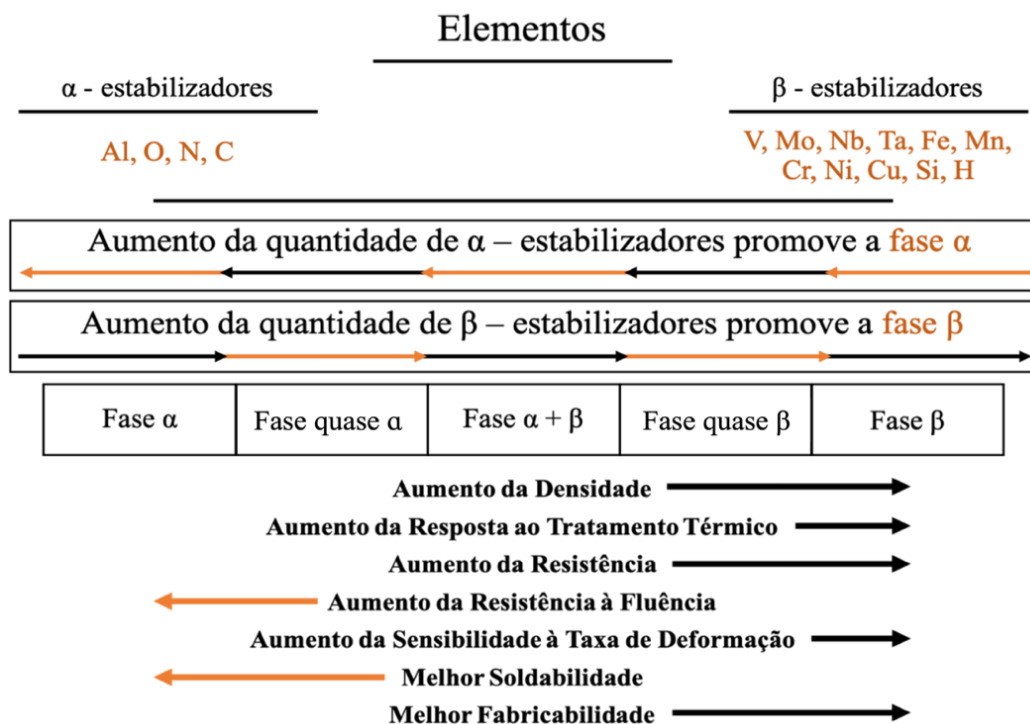 Elementos
α - estabilizadores
β - estabilizadores
Al, O, N, C
V, Mo, Nb, Ta, Fe, Mn,
Cr, Ni, Cu, Si, H
Aumento da quantidade de α – estabilizadores promove a fase α
Aumento da quantidade de β – estabilizadores promove a fase β
Fase α
Fase quase α
Fase α + β
Fase quase β
Fase β
Aumento da Densidade
Aumento da Resposta ao Tratamento Térmico
Aumento da Resistência
Aumento da Resistência à Fluência
Aumento da Sensibilidade à Taxa de Deformação
Melhor Soldabilidade
Melhor Fabricabilidade